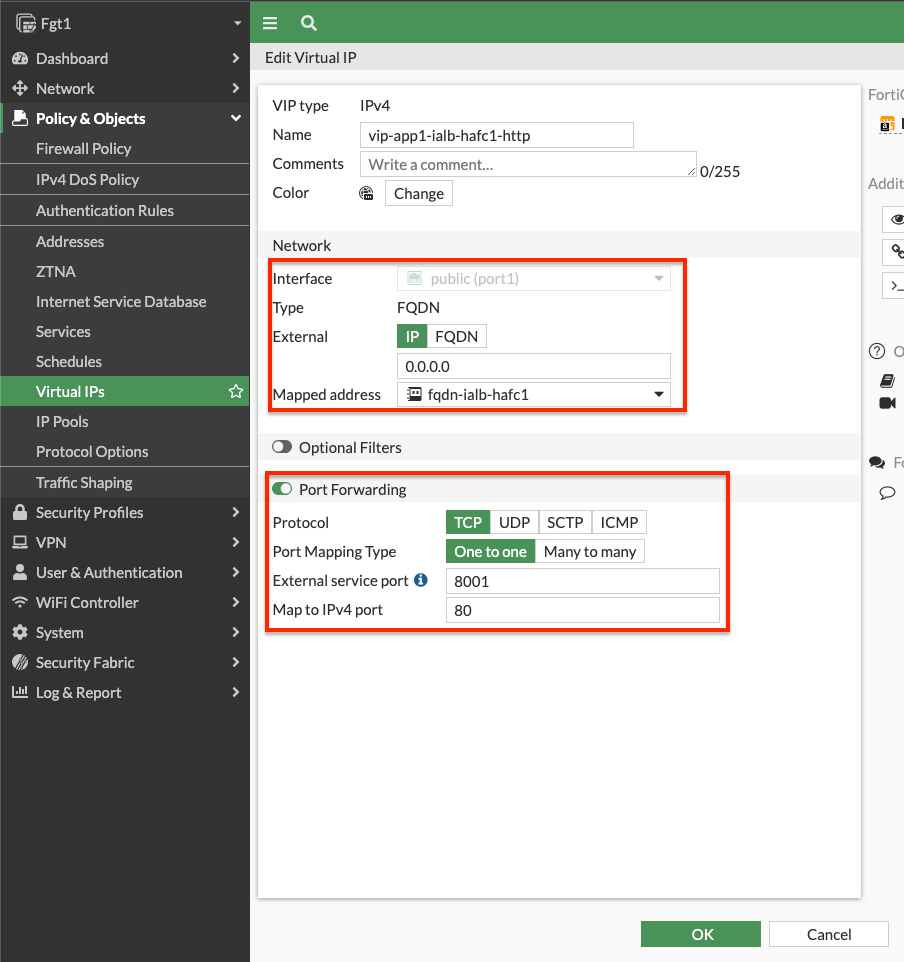 Fgt1
Dashboard
Network
Policy & Objects
Firewall Policy
IPv4 DoS Policy
Authentication Rules
Addresses
ZTNA
Internet Service Database
Services
Schedules
Virtual IPs
IP Pools
Protocol Options
Traffic Shaping
Security Profiles
VPN
User & Authentication
WiFi Controller
System
Security Fabric
Log & Report
Edit Virtual IP
VIP type IPv4
Name vip-app1-ialb-hafc1-http
Comments Write a comment... 0/255
Color Change
Network
Interface public (port1)
Type FQDN
External IP FQDN
0.0.0.0
Mapped address fqdn-ialb-hafc1
Optional Filters
Port Forwarding
Protocol TCP UDP SCTP ICMP
Port Mapping Type One to one Many to many
External service port 8001
Map to IPv4 port 80
OK Cancel
FortiG
Addit